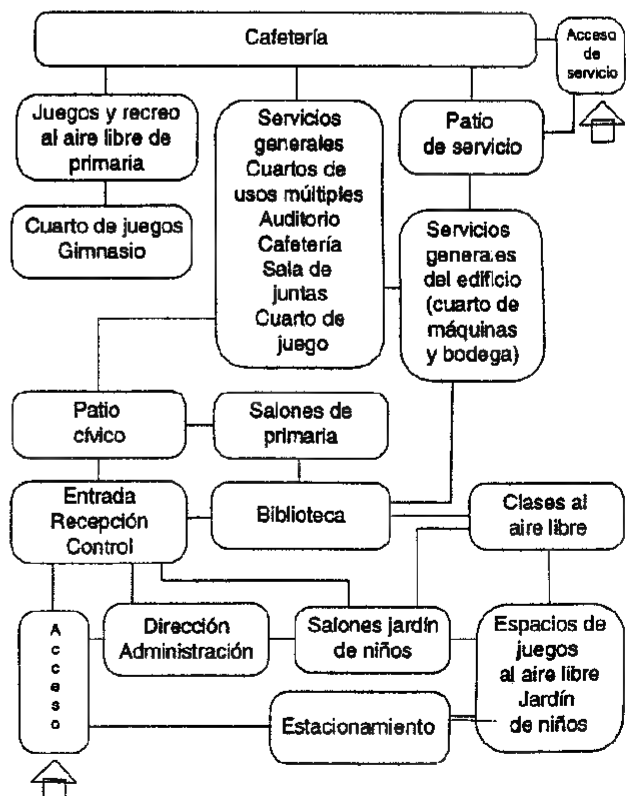 Cafetería
Acceso
de
servicio
Juegos y recreo
al aire libre de
primaria
Servicios
generales
Cuartos de
usos múltiples
Auditorio
Cafetería
Sala de
juntas
Cuarto de
juego
Patio
de servicio
Cuarto de juegos
Gimnasio
Servicios
generales
del edificio
(cuarto de
máquinas
y bodega)
Patio
cívico
Salones de
primaria
Entrada
Recepción
Control
Biblioteca
Clases al
aire libre
Acceso
Dirección
Administración
Salones jardín
de niños
Espacios de
juegos
al aire libre
Jardín
de niños
Estacionamiento